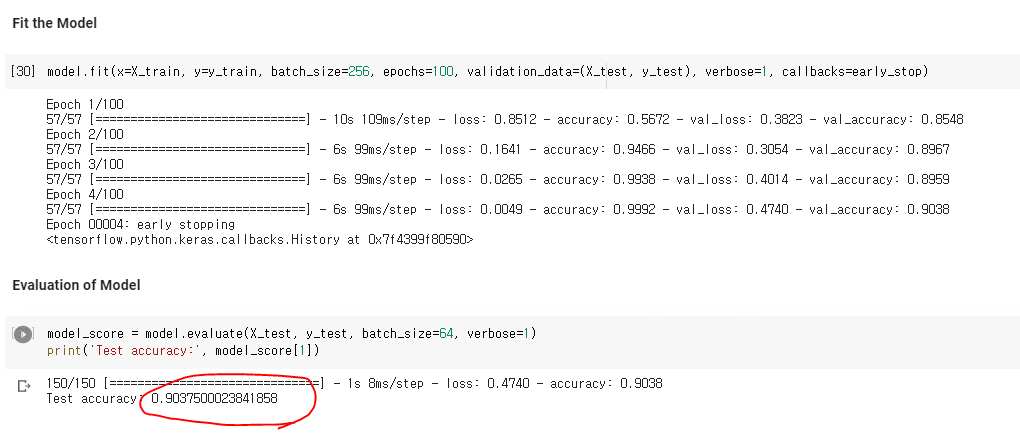 Fit the Model
[30] model.fit(x=X_train, y=y_train, batch_size=256, epochs=100, validation_data=(X_test, y_test), verbose=1, callbacks=early_stop)
Epoch 1/100
57/57 [==============================] - 10s 109ms/step - loss: 0.8512 - accuracy: 0.5672 - val_loss: 0.3823 - val_accuracy: 0.8548
Epoch 2/100
57/57 [==============================] - 6s 99ms/step - loss: 0.1641 - accuracy: 0.9466 - val_loss: 0.3054 - val_accuracy: 0.8967
Epoch 3/100
57/57 [==============================] - 6s 99ms/step - loss: 0.0265 - accuracy: 0.9938 - val_loss: 0.4014 - val_accuracy: 0.8959
Epoch 4/100
57/57 [==============================] - 6s 99ms/step - loss: 0.0049 - accuracy: 0.9992 - val_loss: 0.4740 - val_accuracy: 0.9038
Epoch 00004: early stopping
<tensorflow.python.keras.callbacks.History at 0x7f4399f80590>
Evaluation of Model
model_score = model.evaluate(X_test, y_test, batch_size=64, verbose=1)
print('Test accuracy:', model_score[1])
150/150 [==============================] - 1s 8ms/step - loss: 0.4740 - accuracy: 0.9038
Test accuracy: 0.9037500023841858